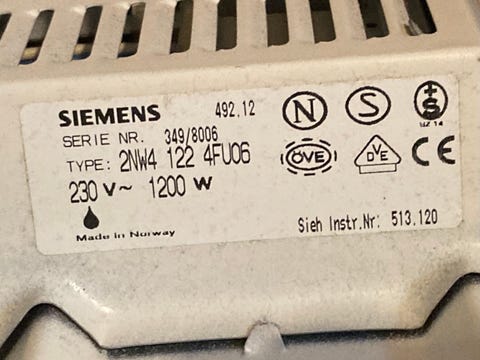 SIEMENS 492.12
SERIE NR. 349/8006
TYPE: 2NW4 122 4FU06
230 V~ 1200 W
Made in Norway
N S +S
ÖVE VDE CE
Sieh Instr.Nr: 513.120